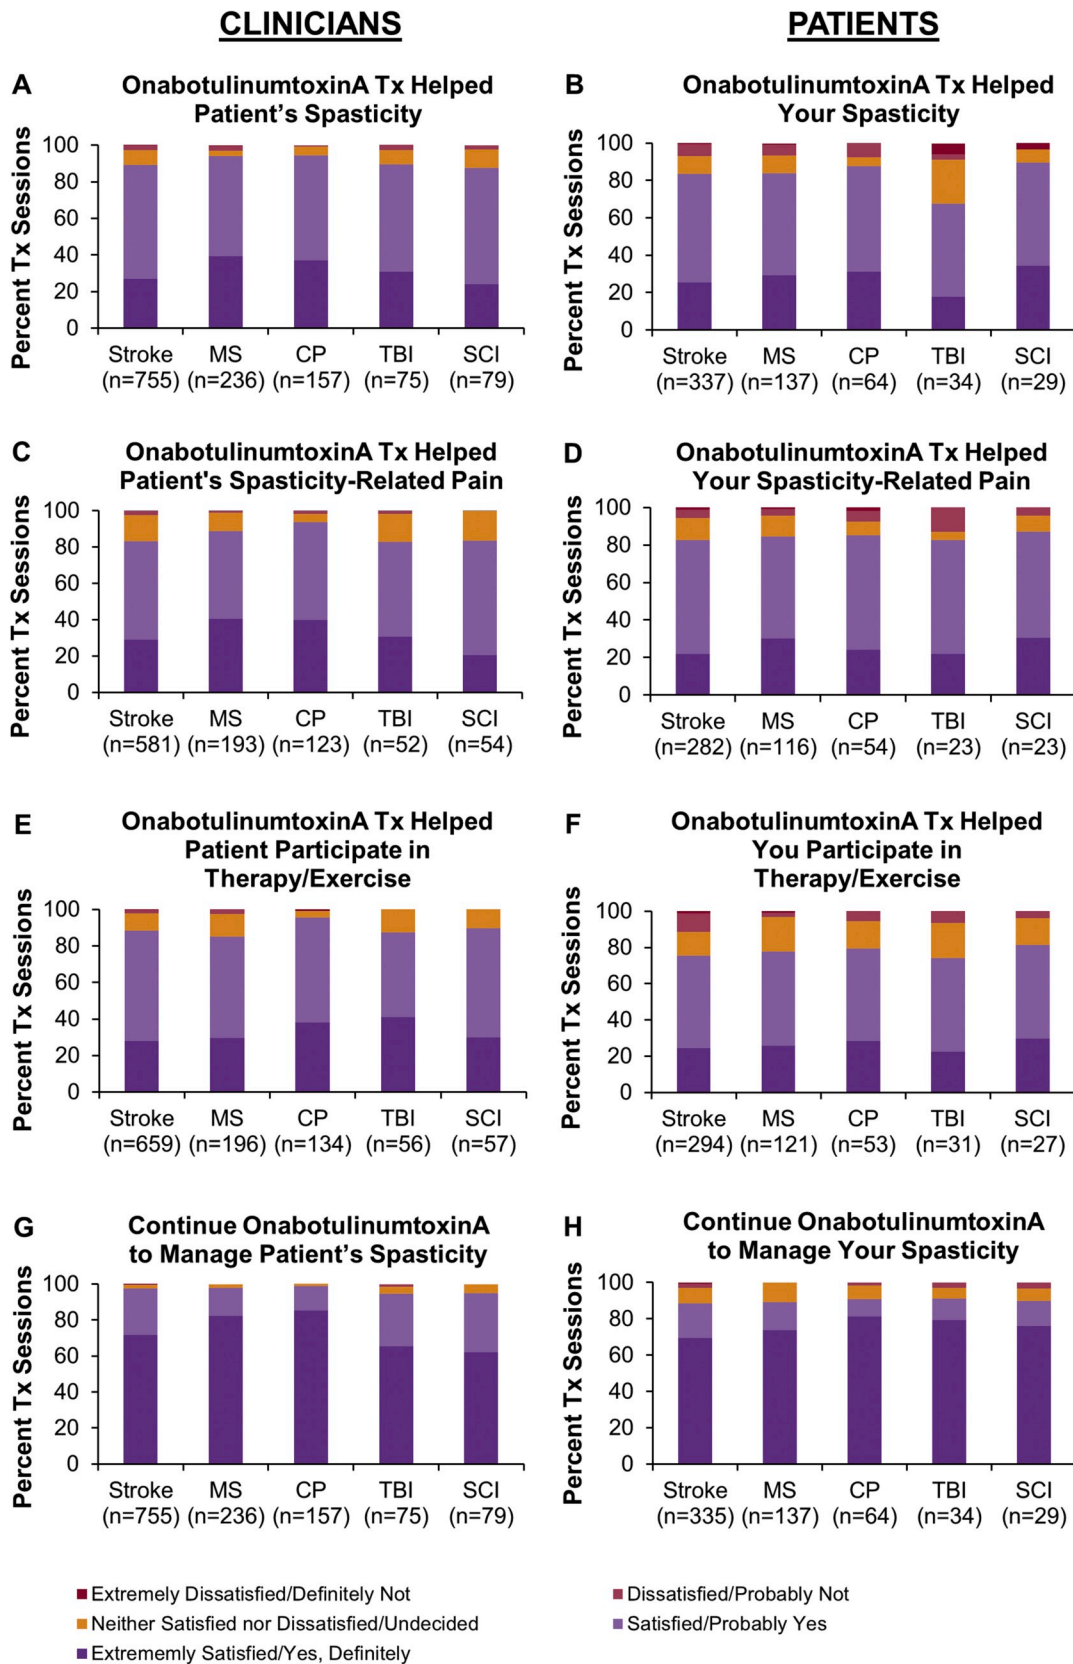 CLINICIANS
PATIENTS
A
OnabotulinumtoxinA Tx Helped
Patient’s Spasticity
Percent Tx Sessions
100
80
60
40
20
0
Stroke MS CP TBI SCI
(n=755) (n=236) (n=157) (n=75) (n=79)
B
OnabotulinumtoxinA Tx Helped
Your Spasticity
Percent Tx Sessions
100
80
60
40
20
0
Stroke MS CP TBI SCI
(n=337) (n=137) (n=64) (n=34) (n=29)
C
OnabotulinumtoxinA Tx Helped
Patient's Spasticity-Related Pain
Percent Tx Sessions
100
80
60
40
20
0
Stroke MS CP TBI SCI
(n=581) (n=193) (n=123) (n=52) (n=54)
D
OnabotulinumtoxinA Tx Helped
Your Spasticity-Related Pain
Percent Tx Sessions
100
80
60
40
20
0
Stroke MS CP TBI SCI
(n=282) (n=116) (n=54) (n=23) (n=23)
E
OnabotulinumtoxinA Tx Helped
Patient Participate in
Therapy/Exercise
Percent Tx Sessions
100
80
60
40
20
0
Stroke MS CP TBI SCI
(n=659) (n=196) (n=134) (n=56) (n=57)
F
OnabotulinumtoxinA Tx Helped
You Participate in
Therapy/Exercise
Percent Tx Sessions
100
80
60
40
20
0
Stroke MS CP TBI SCI
(n=294) (n=121) (n=53) (n=31) (n=27)
G
Continue OnabotulinumtoxinA
to Manage Patient’s Spasticity
Percent Tx Sessions
100
80
60
40
20
0
Stroke MS CP TBI SCI
(n=755) (n=236) (n=157) (n=75) (n=79)
H
Continue OnabotulinumtoxinA
to Manage Your Spasticity
Percent Tx Sessions
100
80
60
40
20
0
Stroke MS CP TBI SCI
(n=335) (n=137) (n=64) (n=34) (n=29)
Extremely Dissatisfied/Definitely Not
Dissatisfied/Probably Not
Neither Satisfied nor Dissatisfied/Undecided
Satisfied/Probably Yes
Extrememly Satisfied/Yes, Definitely